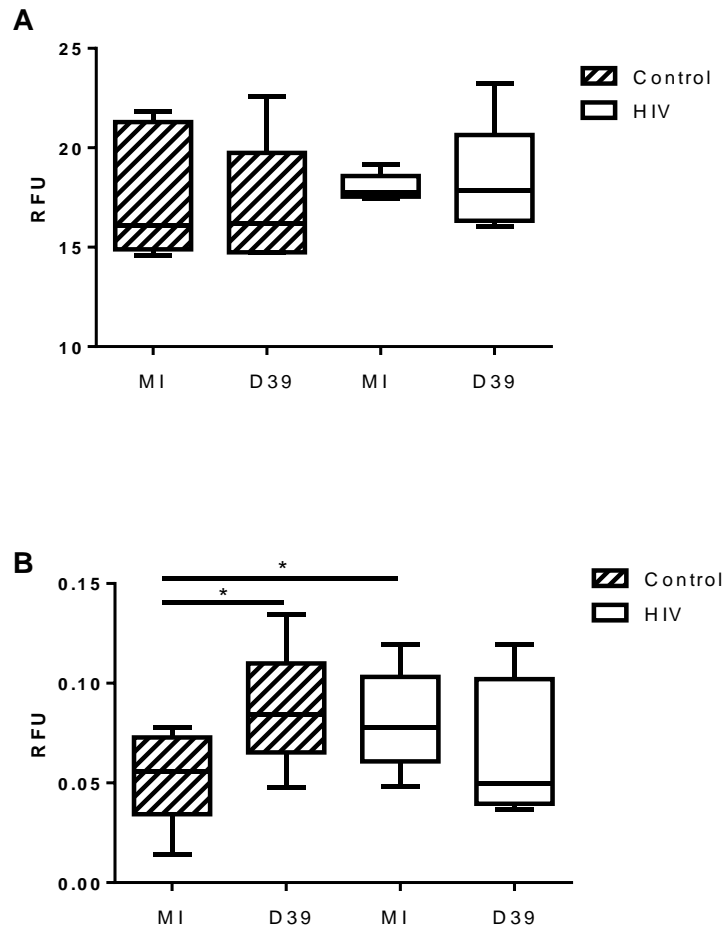 A
25
20
15
10
RFU
MI
D39
MI
D39
Control
HIV
B
0.15
0.10
0.05
0.00
RFU
*
*
MI
D39
MI
D39
Control
HIV